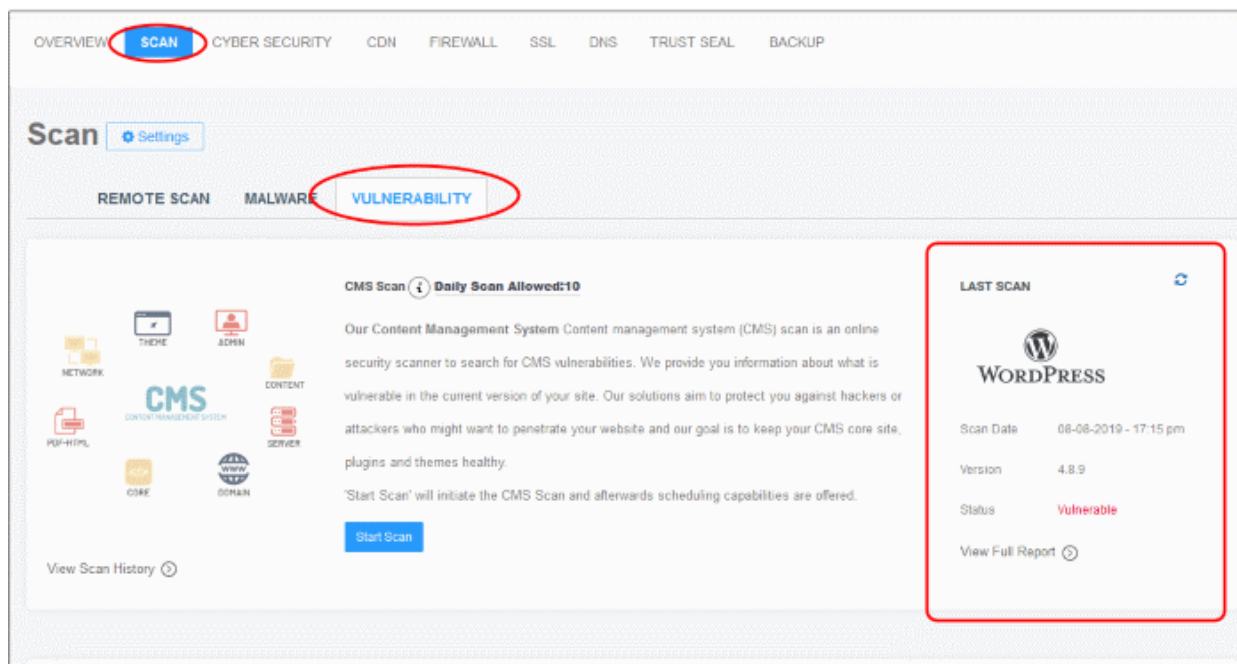 OVERVIEW SCAN CYBER SECURITY CDN FIREWALL SSL DNS TRUST SEAL BACKUP
Scan Settings
REMOTE SCAN MALWARE VULNERABILITY
THEME
ADMIN
NETWORK
CONTENT
CMS
CONTENT MANAGEMENT SYSTEM
PDF-HTML
SERVER
</>
CORE
WWW
DOMAIN
View Scan History
CMS Scan i Daily Scan Allowed:10
Our Content Management System Content management system (CMS) scan is an online
security scanner to search for CMS vulnerabilities. We provide you information about what is
vulnerable in the current version of your site. Our solutions aim to protect you against hackers or
attackers who might want to penetrate your website and our goal is to keep your CMS core site,
plugins and themes healthy.
'Start Scan' will initiate the CMS Scan and afterwards scheduling capabilities are offered.
Start Scan
LAST SCAN
WORDPRESS
Scan Date 08-08-2019 - 17:15 pm
Version 4.8.9
Status Vulnerable
View Full Report